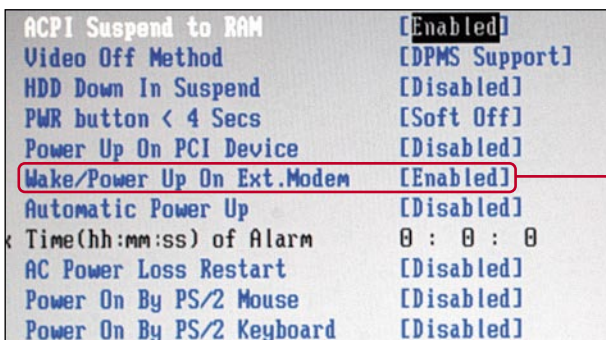 ACPI Suspend to RAM [Enabled]
Video Off Method [DPMS Support]
HDD Down In Suspend [Disabled]
PWR button < 4 Secs [Soft Off]
Power Up On PCI Device [Disabled]
Wake/Power Up On Ext.Modem [Enabled]
Automatic Power Up [Disabled]
x Time(hh:mm:ss) of Alarm 0 : 0 : 0
AC Power Loss Restart [Disabled]
Power On By PS/2 Mouse [Disabled]
Power On By PS/2 Keyboard [Disabled]